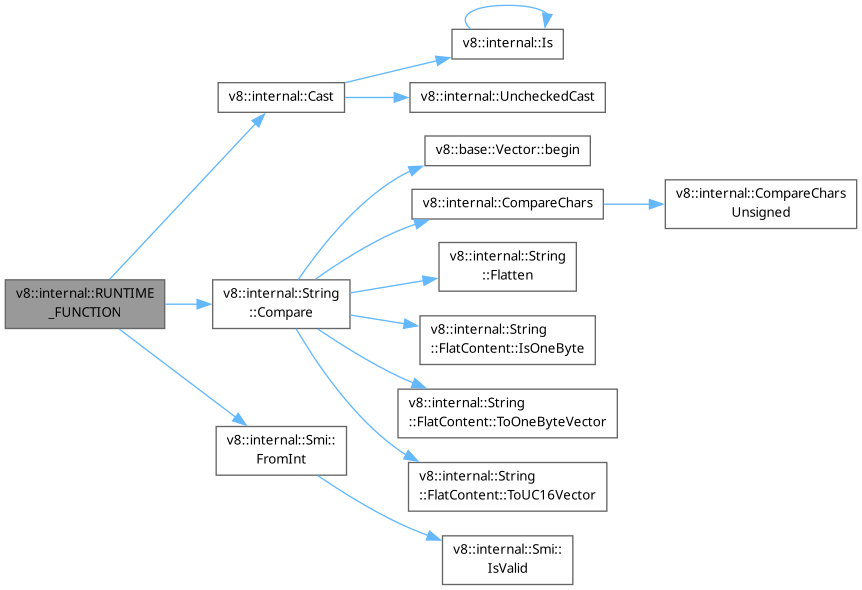 v8::internal::Is
v8::internal::Cast
v8::internal::UncheckedCast
v8::base::Vector::begin
v8::internal::CompareChars
v8::internal::CompareChars
Unsigned
v8::internal::String
::Flatten
v8::internal::RUNTIME
_FUNCTION
v8::internal::String
::Compare
v8::internal::String
::FlatContent::IsOneByte
v8::internal::String
::FlatContent::ToOneByteVector
v8::internal::Smi::
FromInt
v8::internal::String
::FlatContent::ToUC16Vector
v8::internal::Smi::
IsValid